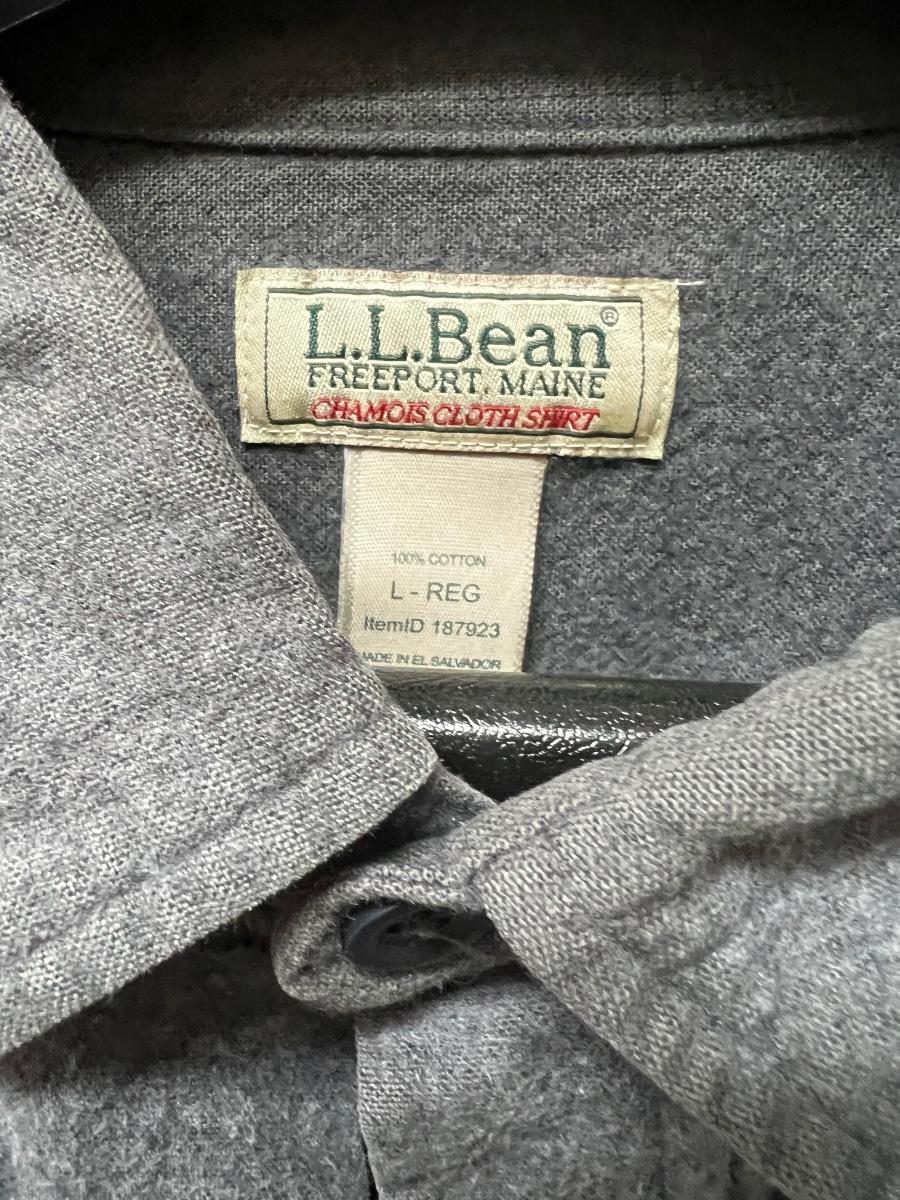 L.L.Bean®
FREEPORT, MAINE
CHAMOIS CLOTH SHIRT
100% COTTON
L - REG
ItemID 187923
MADE IN EL SALVADOR